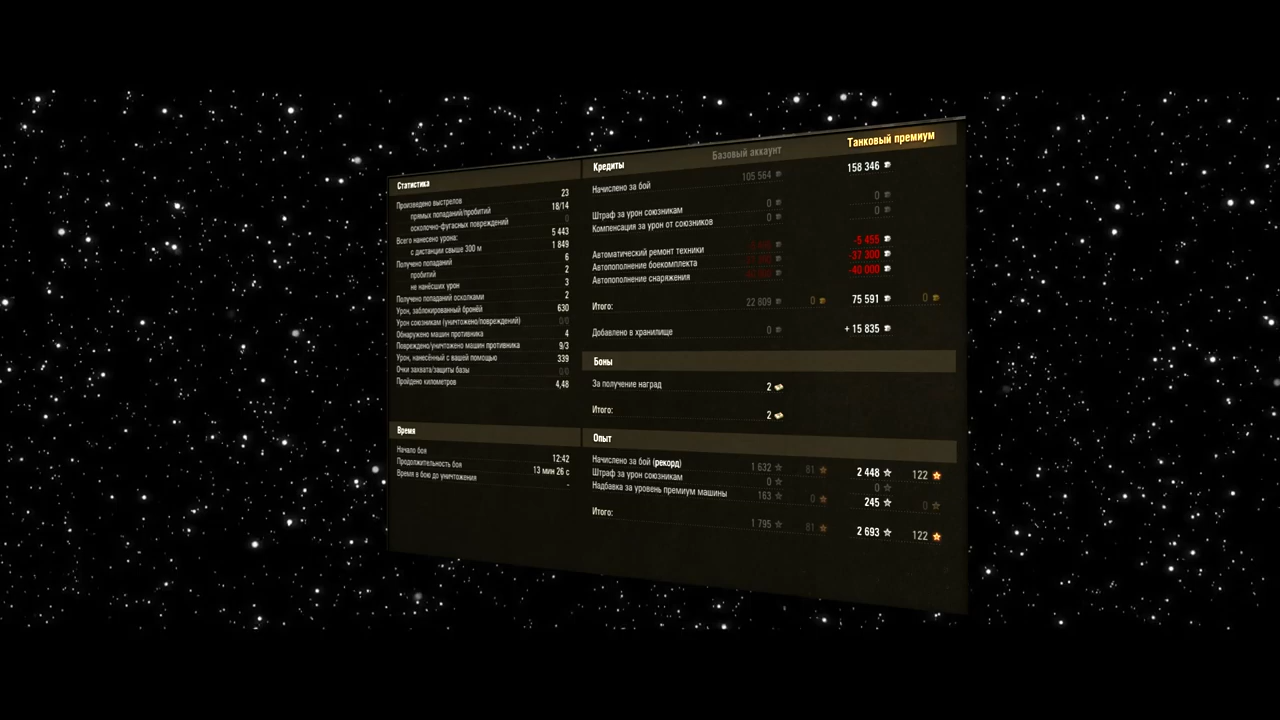 Статистика
Произведено выстрелов 23
прямых попаданий/пробитий 18/14
осколочно-фугасных повреждений 0
Всего нанесено урона: 5 443
с дистанции свыше 300 м 1 849
Получено попаданий 6
пробитий 2
не нанёсших урон 3
Получено попаданий осколками 2
Урон, заблокированный бронёй 630
Урон союзникам (уничтожено/повреждений) 0/0
Обнаружено машин противника 4
Повреждено/уничтожено машин противника 9/3
Урон, нанесённый с вашей помощью 339
Очки захвата/защиты базы 0/0
Пройдено километров 4,48
Время
Начало боя 12:42
Продолжительность боя 13 мин 26 с
Время в бою до уничтожения -
Кредиты Базовый аккаунт Танковый премиум
Начислено за бой 105 564 158 346
Штраф за урон союзникам 0 0
Компенсация за урон от союзников 0 0
Автоматический ремонт техники -5 455
Автопополнение боекомплекта -37 300
Автопополнение снаряжения -40 000
Итого: 22 809 0 75 591 0
Добавлено в хранилище 0 + 15 835
Боны
За получение наград 2
Итого: 2
Опыт
Начислено за бой (рекорд) 1 632 81 2 448 122
Штраф за урон союзникам 0 0
Надбавка за уровень премиум машины 163 0 245 0
Итого: 1 795 81 2 693 122